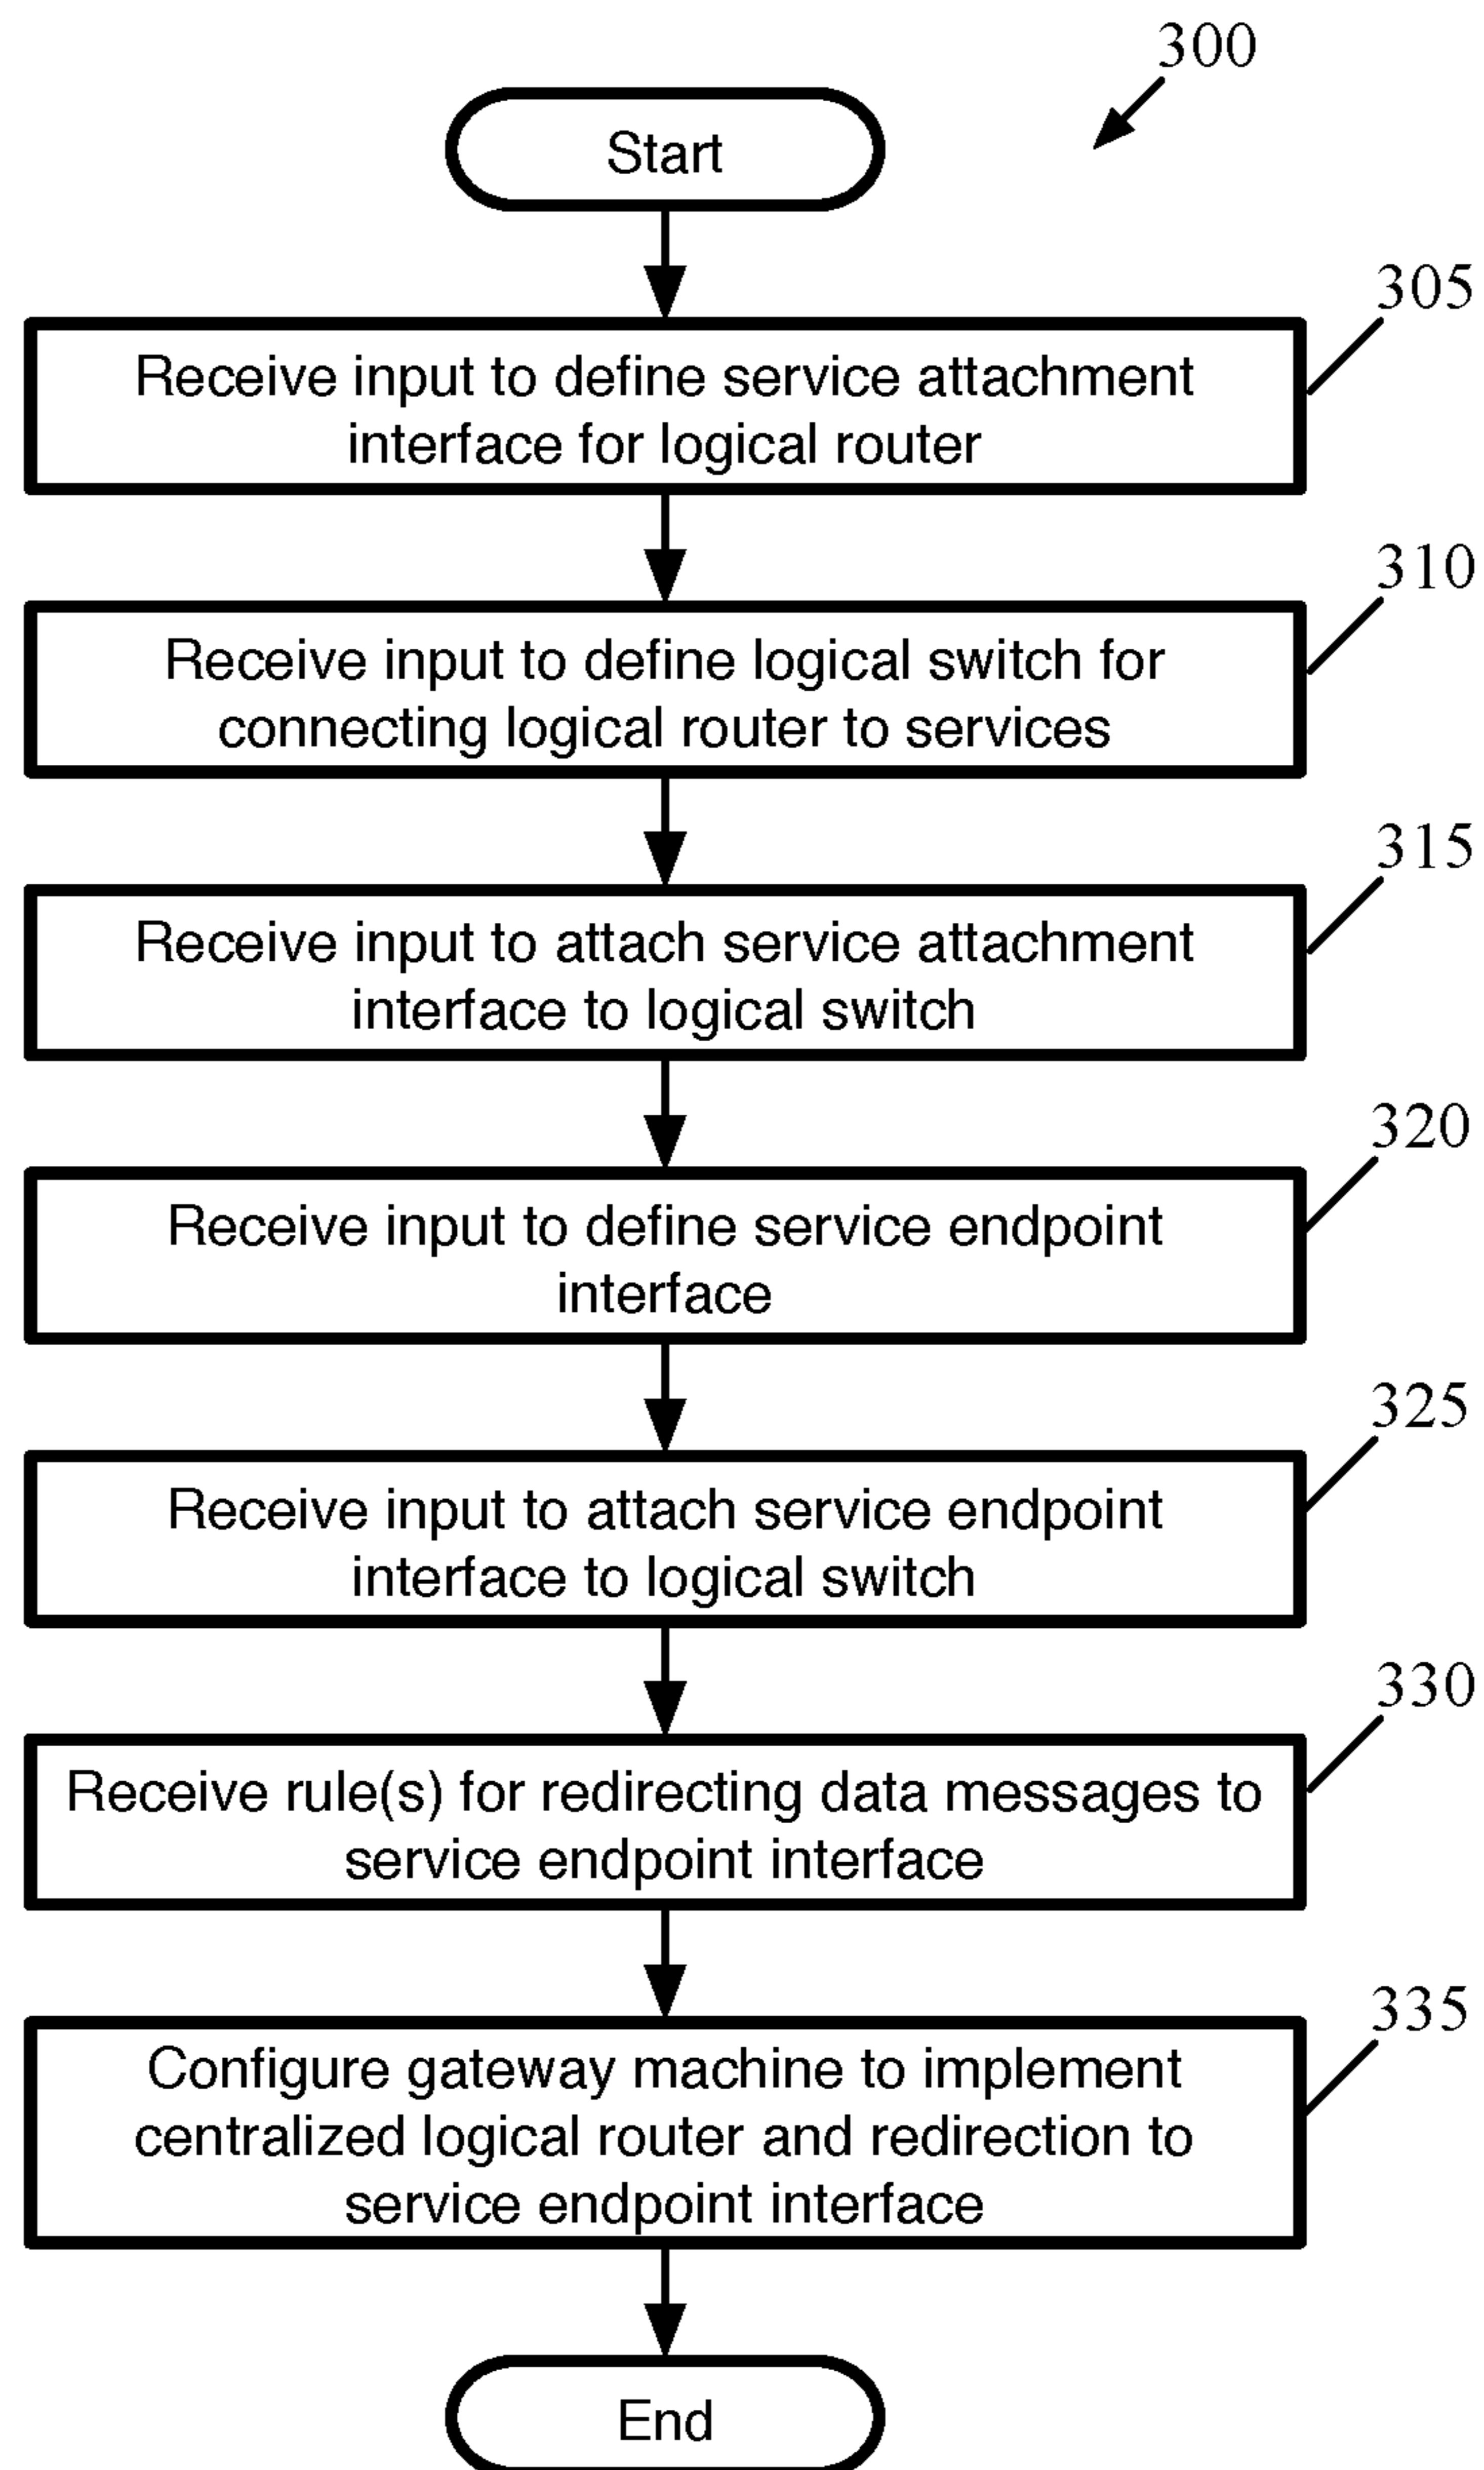 300
Start
305
Receive input to define service attachment
interface for logical router
310
Receive input to define logical switch for
connecting logical router to services
315
Receive input to attach service attachment
interface to logical switch
320
Receive input to define service endpoint
interface
325
Receive input to attach service endpoint
interface to logical switch
330
Receive rule(s) for redirecting data messages to
service endpoint interface
335
Configure gateway machine to implement
centralized logical router and redirection to
service endpoint interface
End